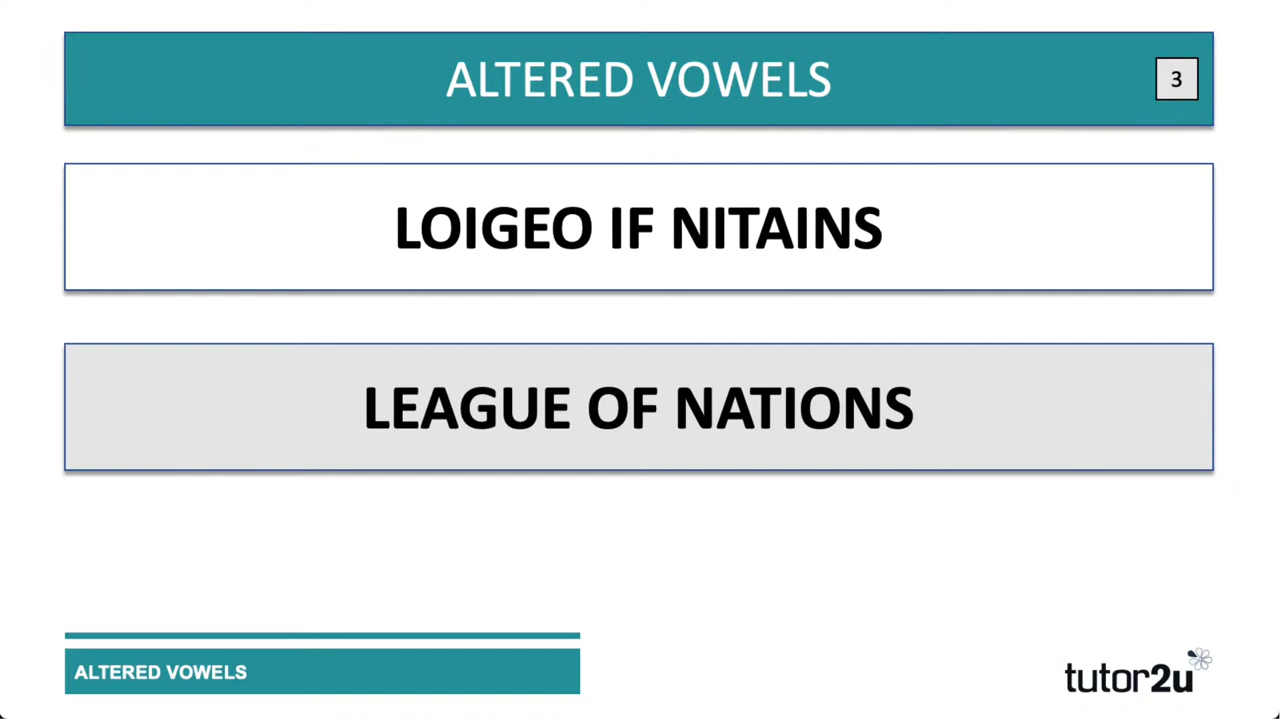 ALTERED VOWELS
3
LOIGEO IF NITAINS
LEAGUE OF NATIONS
ALTERED VOWELS
tutor2u